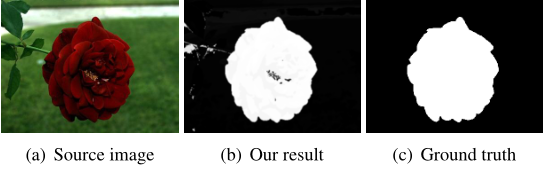 (a) Source image
(b) Our result
(c) Ground truth